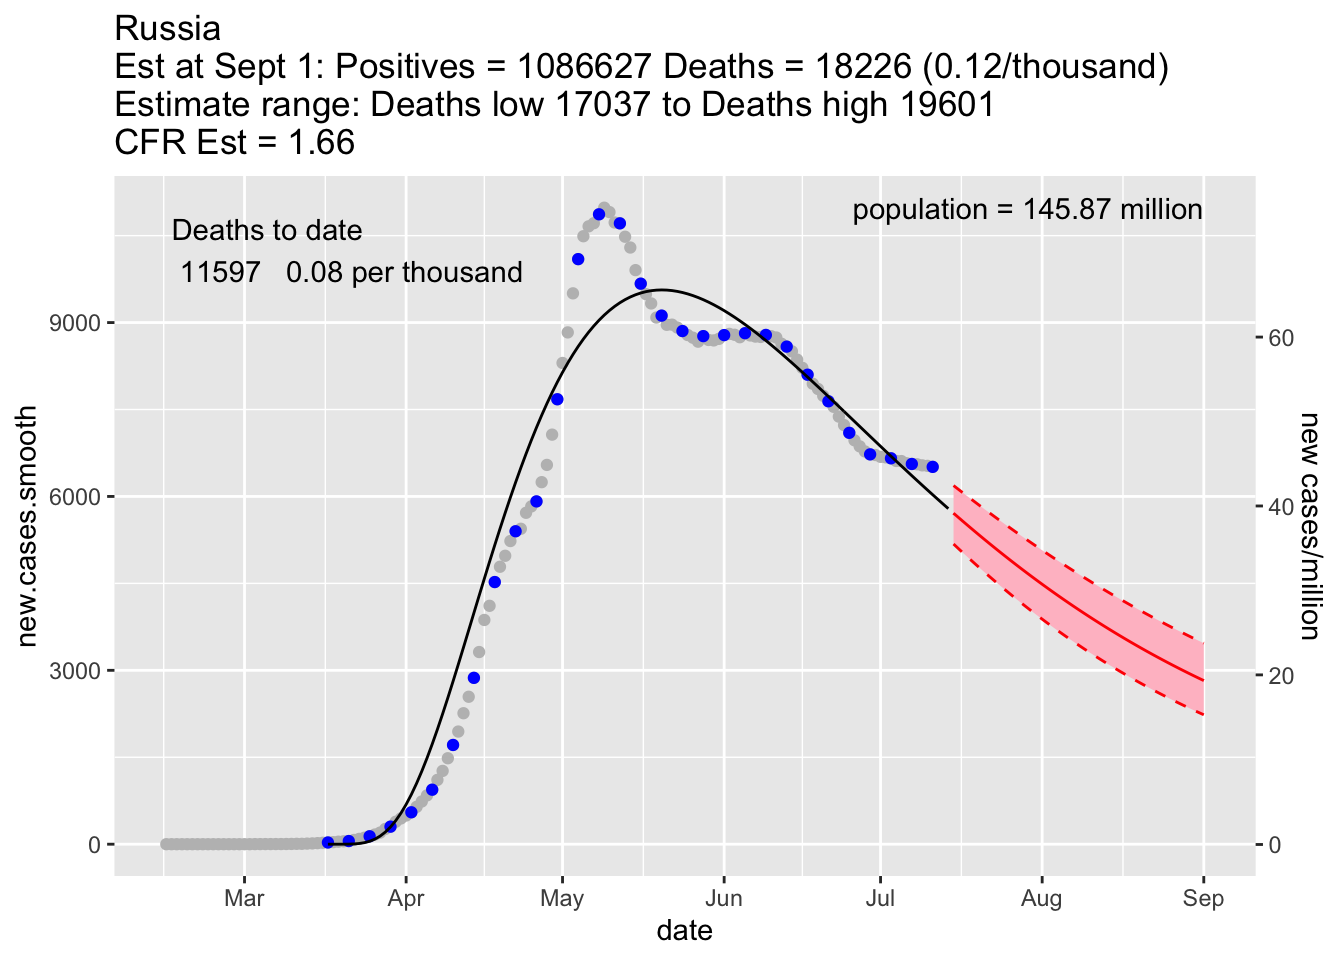 Russia
Est at Sept 1: Positives = 1086627 Deaths = 18226 (0.12/thousand)
Estimate range: Deaths low 17037 to Deaths high 19601
CFR Est = 1.66
population = 145.87 million
Deaths to date
11597 0.08 per thousand
new.cases.smooth
9000
6000
3000
0
60
40
20
0
new cases/million
Mar Apr May Jun Jul Aug Sep
date